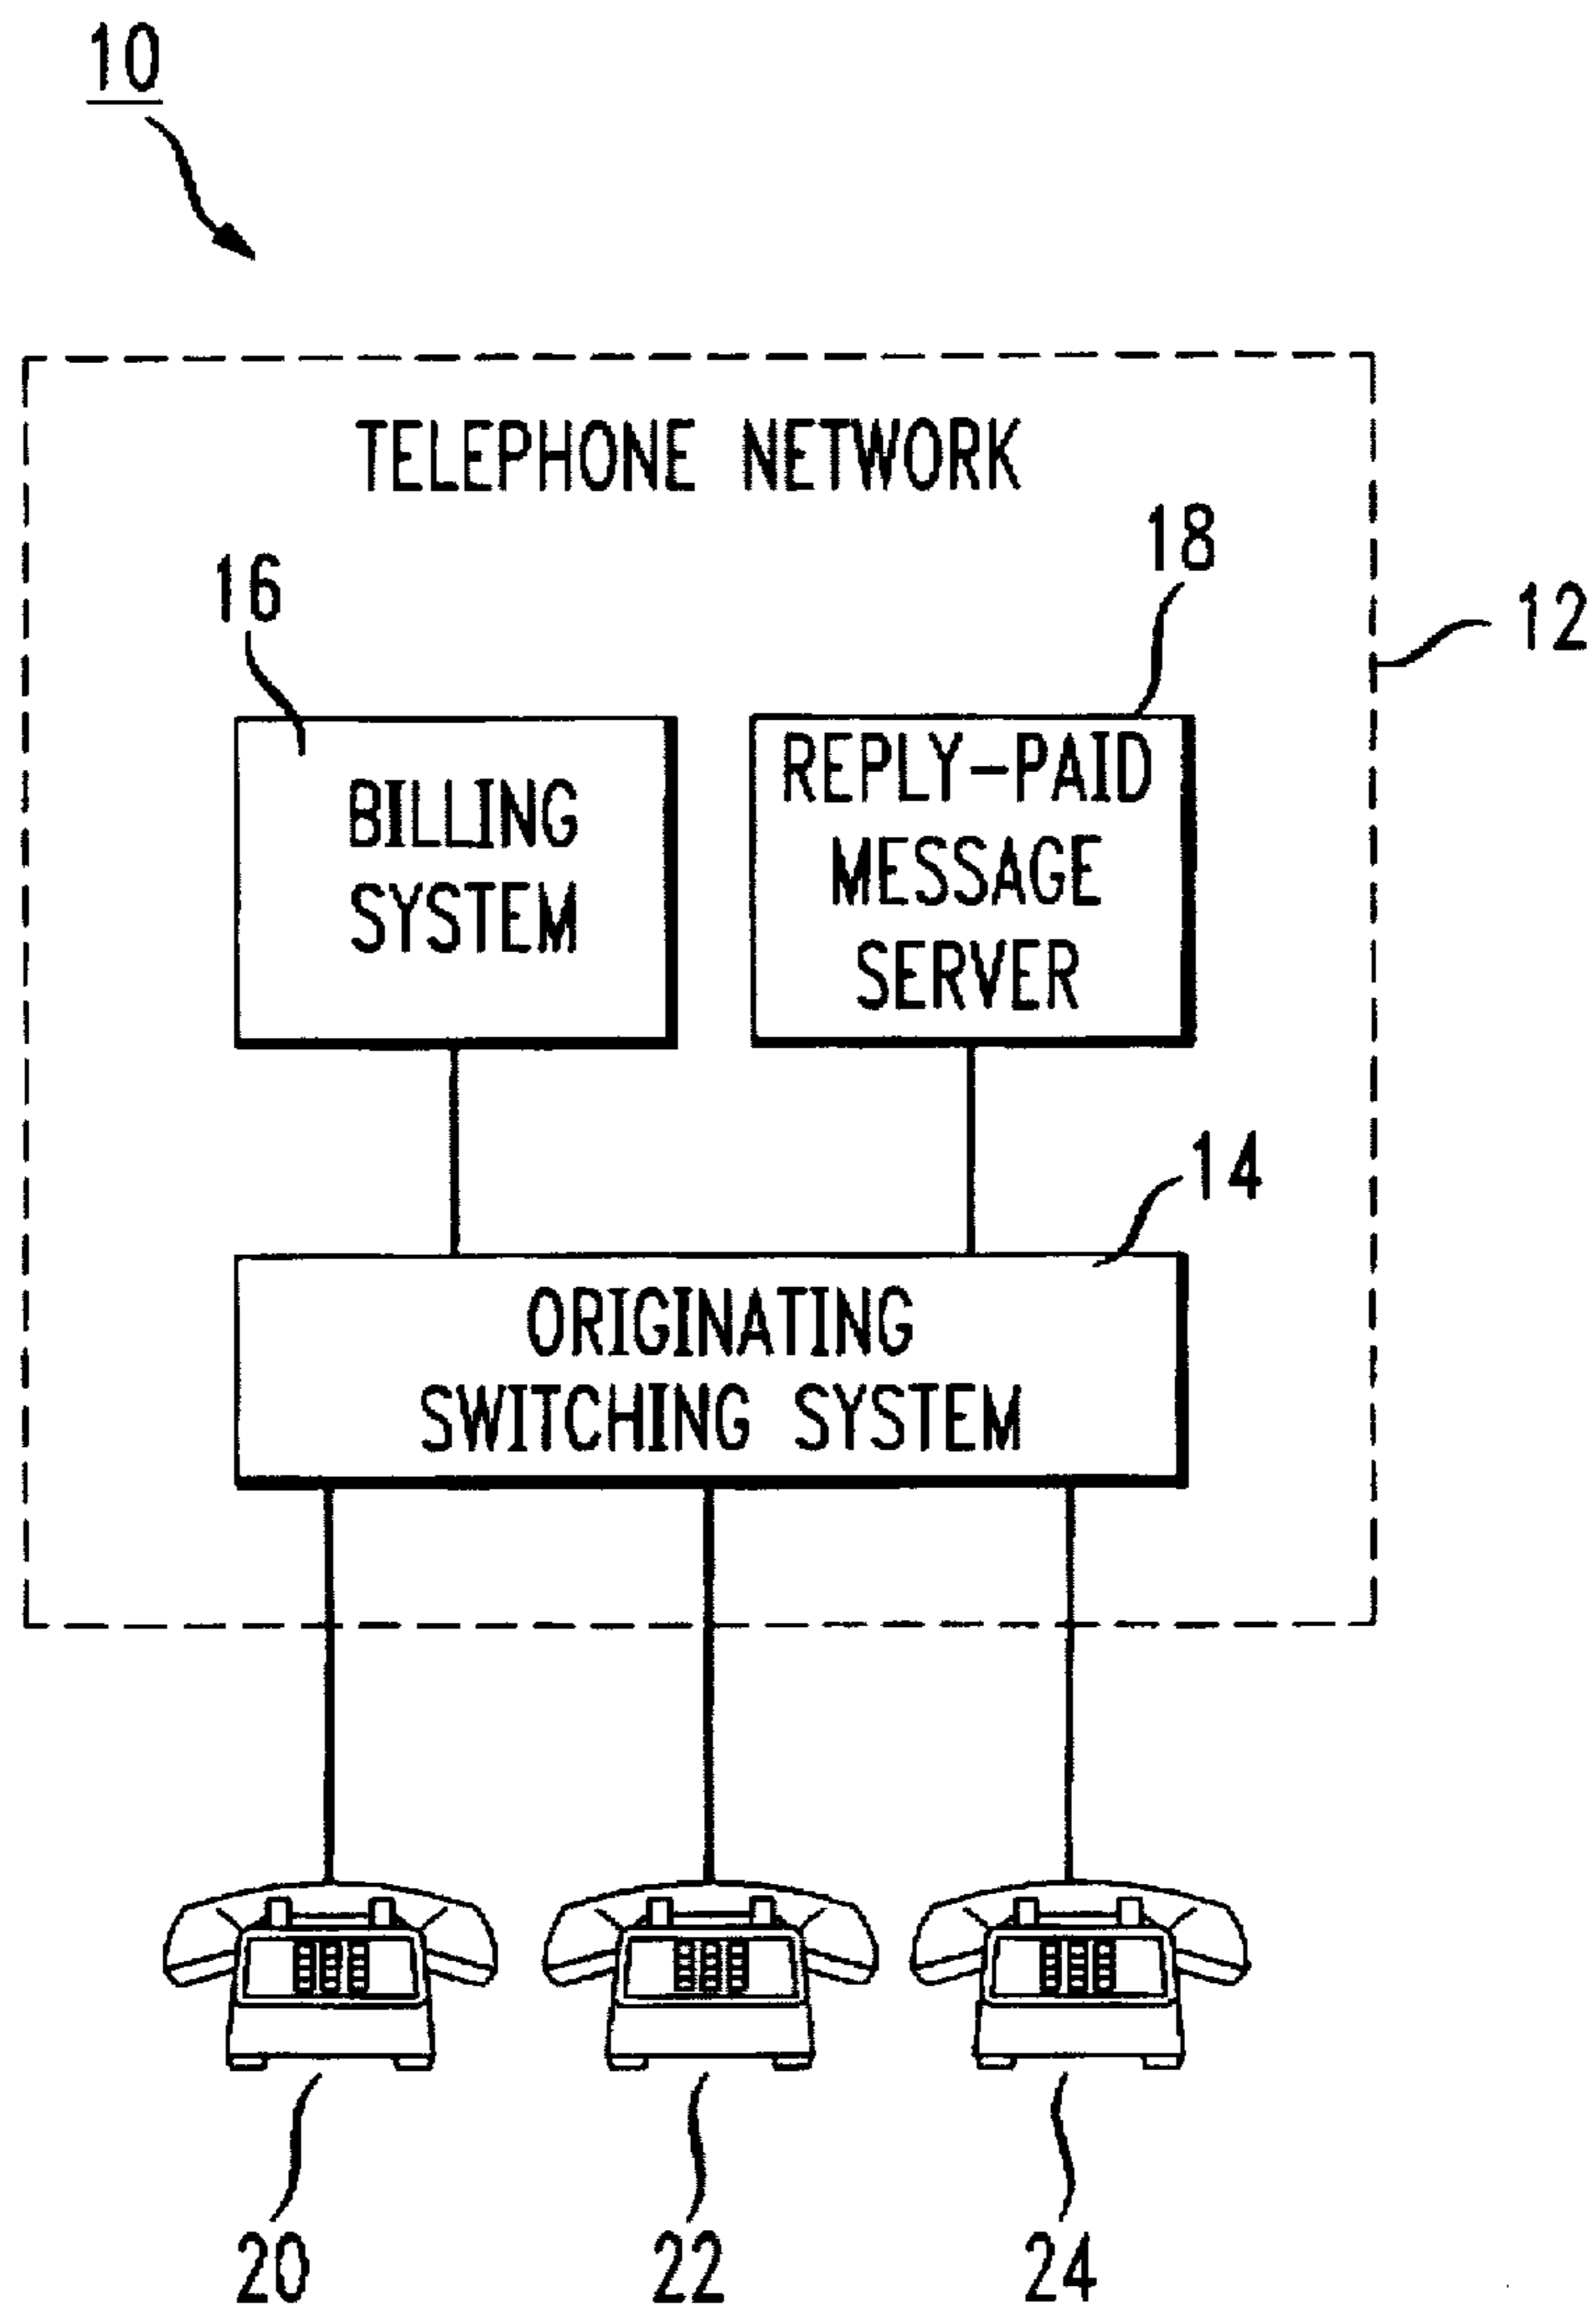 10
TELEPHONE NETWORK
16
18
12
BILLING
SYSTEM
REPLY-PAID
MESSAGE
SERVER
14
ORIGINATING
SWITCHING SYSTEM
20
22
24